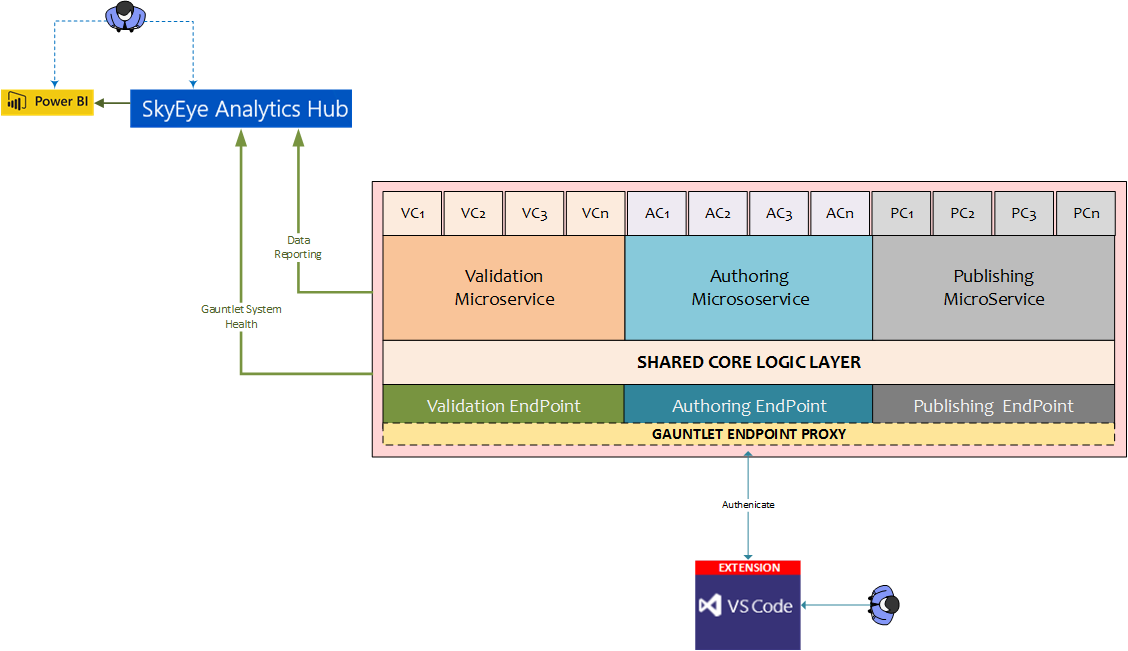 Power BI
SkyEye Analytics Hub
VC1 VC2 VC3 VCn AC1 AC2 AC3 ACn PC1 PC2 PC3 PCn
Data
Reporting
Validation
Microservice
Authoring
Micrososervice
Publishing
MicroService
Gauntlet System
Health
SHARED CORE LOGIC LAYER
Validation EndPoint
Authoring EndPoint
Publishing EndPoint
GAUNTLET ENDPOINT PROXY
Authenicate
EXTENSION
VS Code